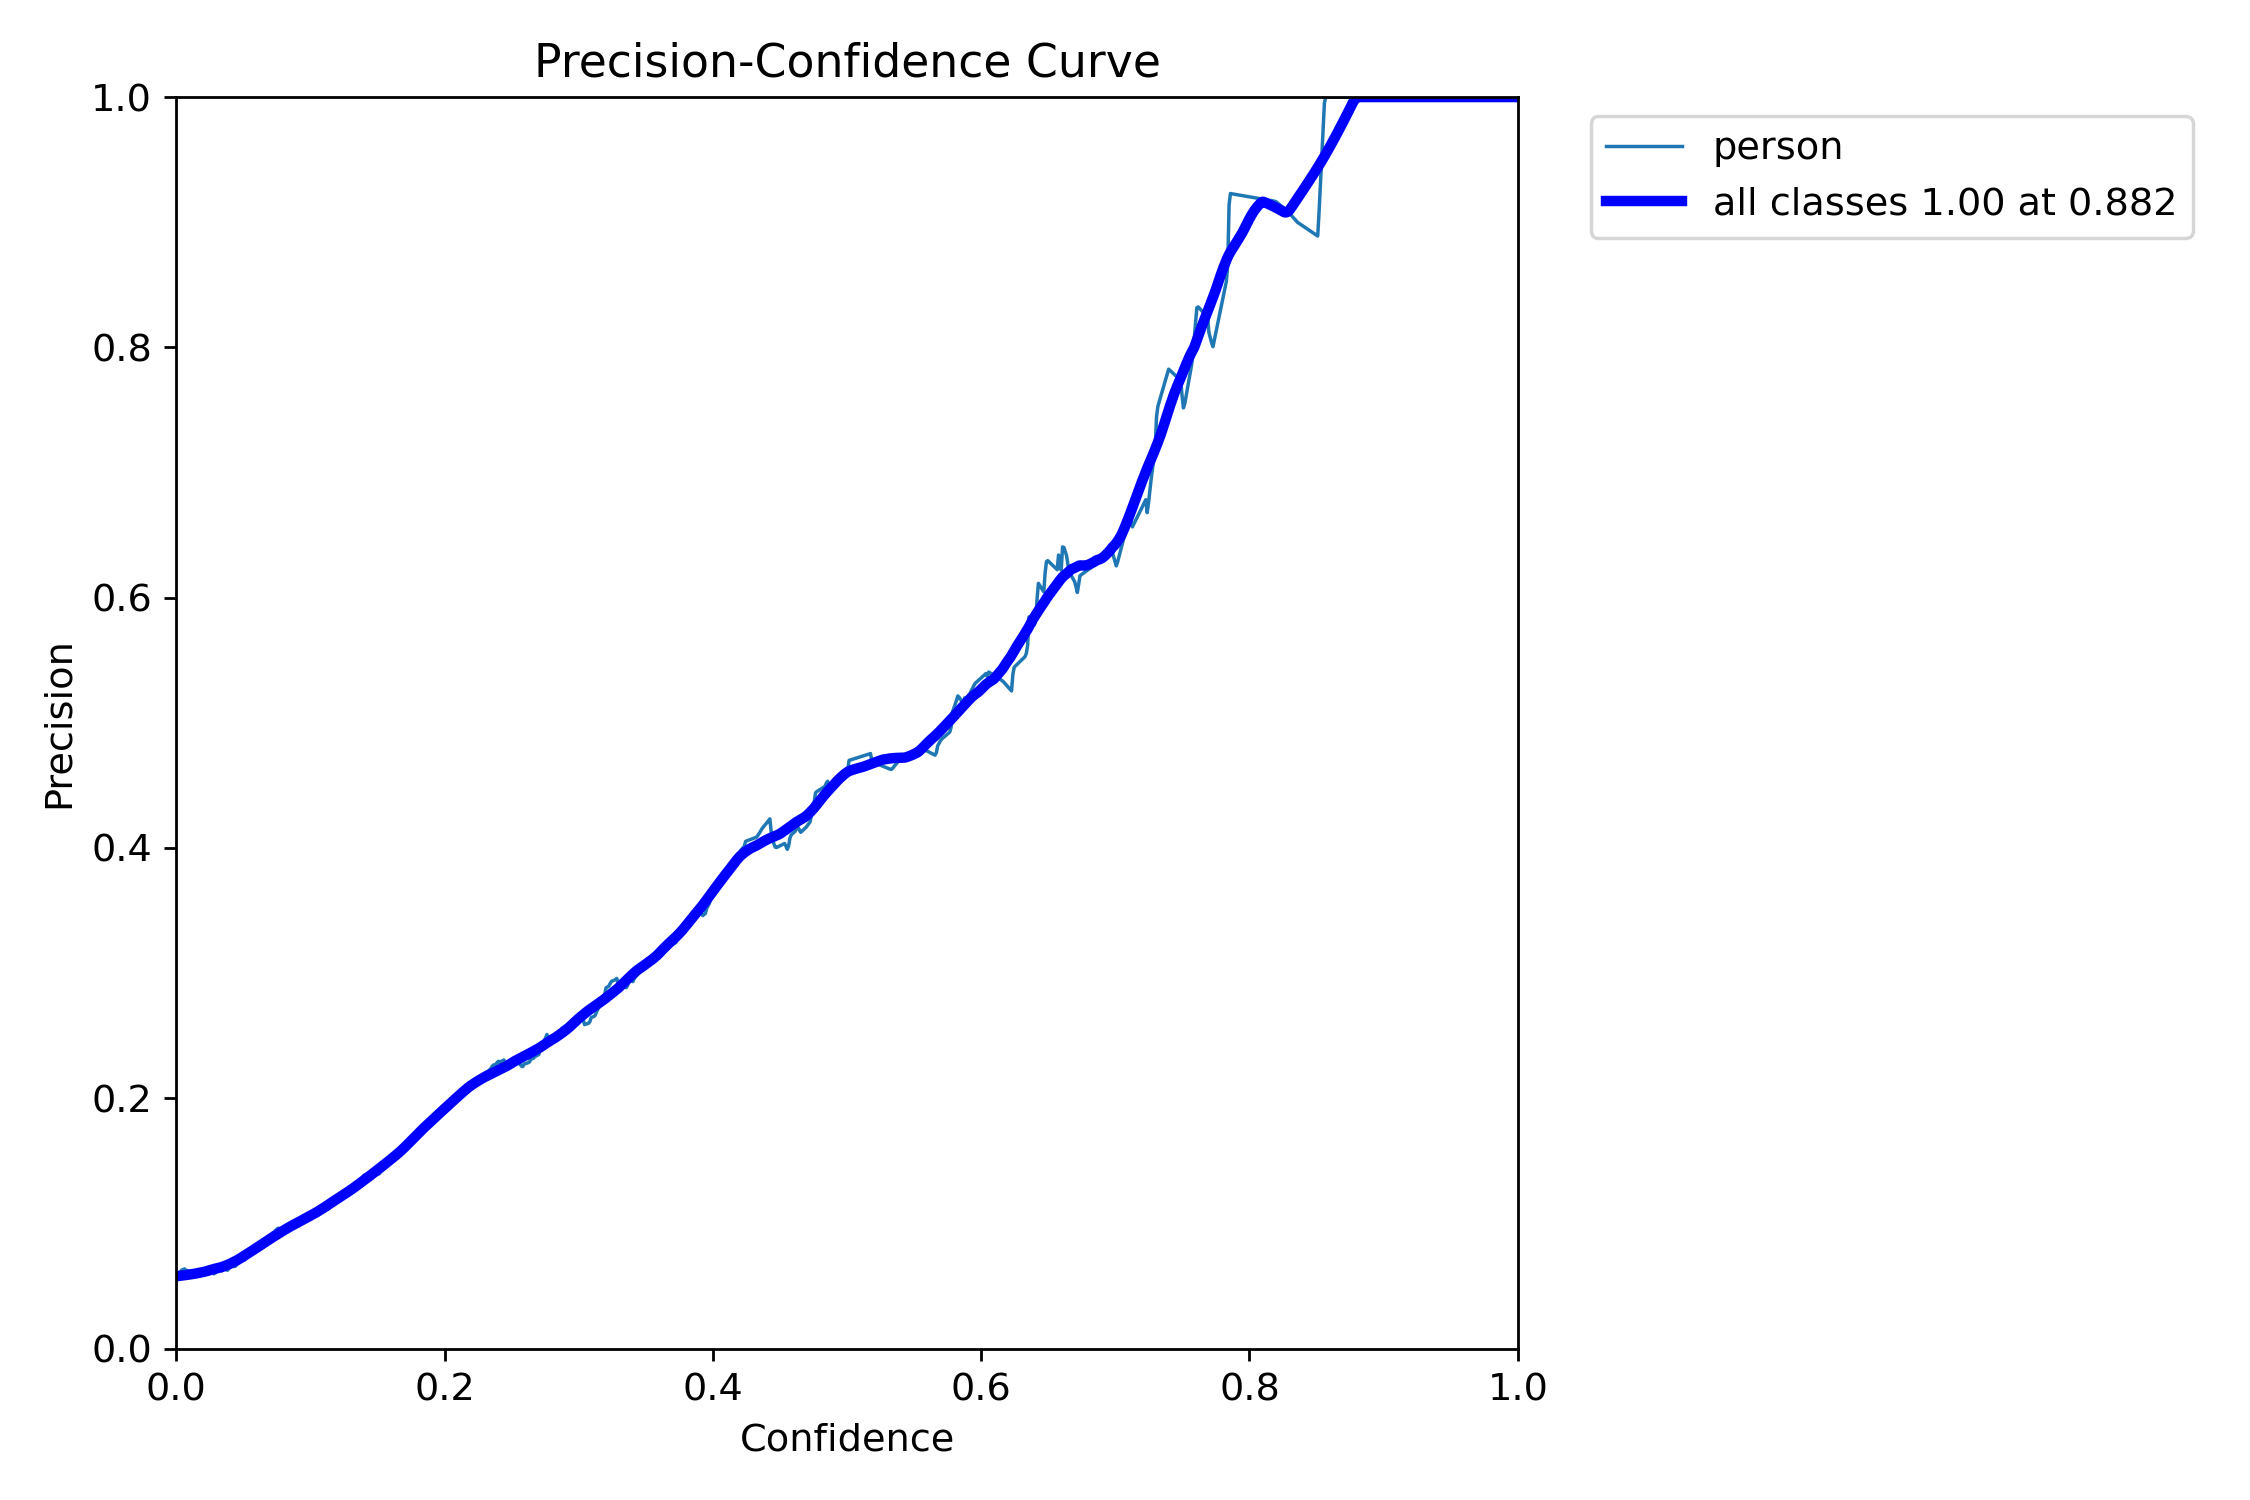 Precision-Confidence Curve
1.0
0.8
0.6
0.4
0.2
0.0
Precision
0.0 0.2 0.4 0.6 0.8 1.0
Confidence
person
all classes 1.00 at 0.882